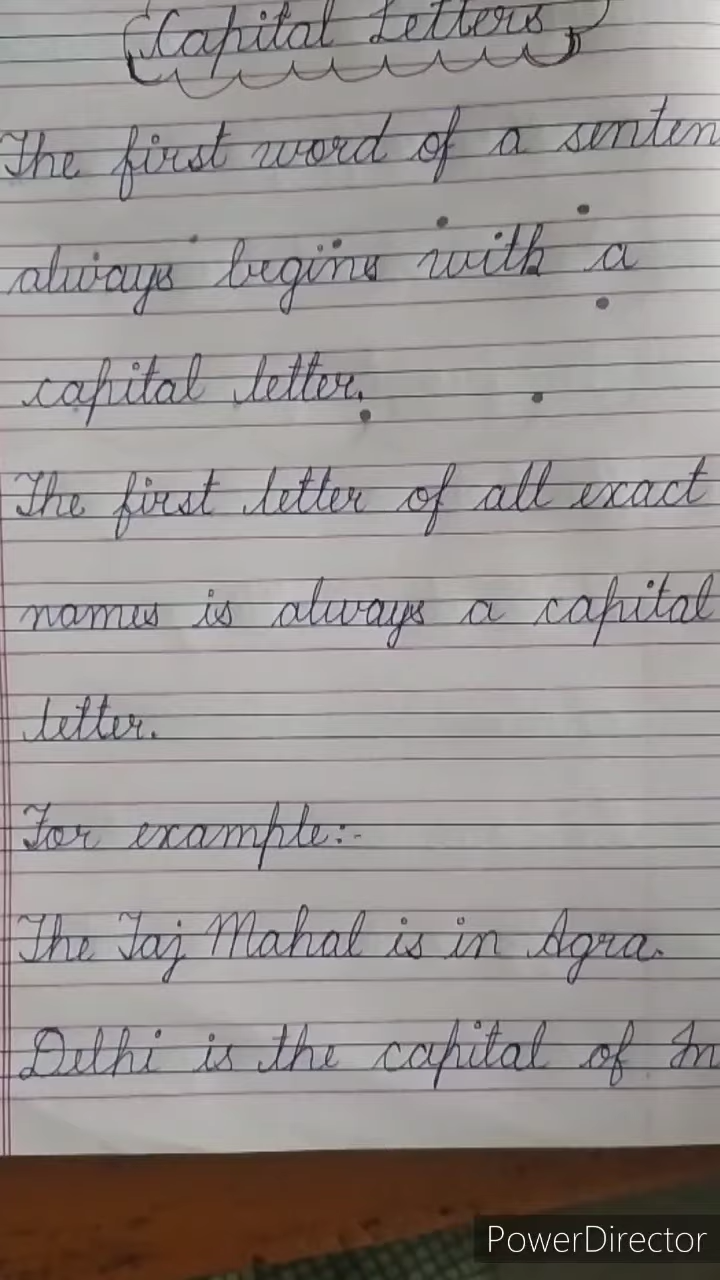 Capital Letters
The first word of a senten
always begins with a
capital letter.
The first letter of all exact
names is always a capital
letter.
For example:-
The Taj Mahal is in Agra.
Delhi is the capital of In
PowerDirector